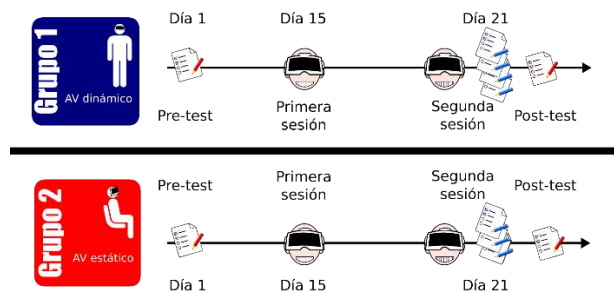 Grupo 1
AV dinámico
Día 1
Día 15
Día 21
Pre-test
Primera
sesión
Segunda
sesión
Post-test
Grupo 2
AV estático
Pre-test
Primera
sesión
Segunda
sesión
Post-test
Día 1
Día 15
Día 21